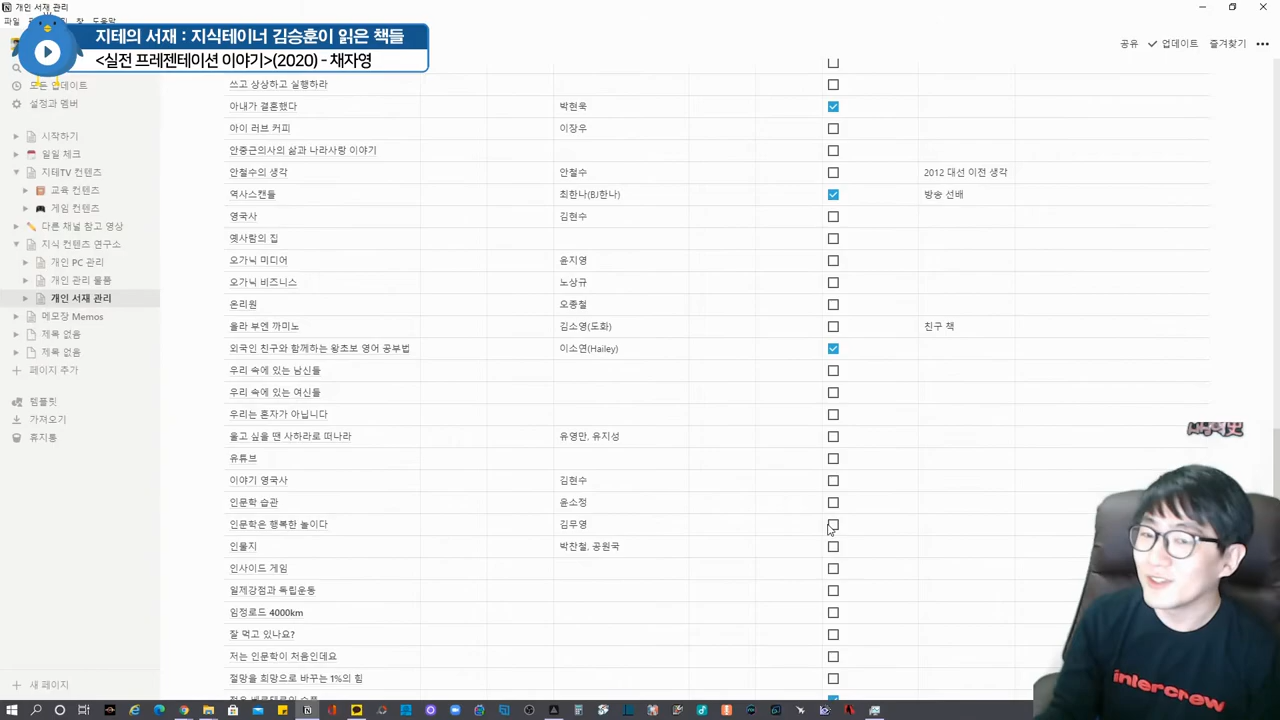 개인 서재 관리
파일
창 도움말
지테의 서재 : 지식테이너 김승훈이 읽은 책들
<실전 프레젠테이션 이야기>(2020) - 채자영
공유 업데이트 즐겨찾기
모든 업데이트
설정과 멤버
시작하기
일일 체크
지테TV 컨텐츠
교육 컨텐츠
게임 컨텐츠
다른 채널 참고 영상
지식 컨텐츠 연구소
개인 PC 관리
개인 관리 물품
개인 서재 관리
메모장 Memos
제목 없음
제목 없음
페이지 추가
템플릿
가져오기
휴지통
새 페이지
쓰고 상상하고 실행하라
아내가 결혼했다 박현욱
아이 러브 커피 이장우
안중근의사의 삶과 나라사랑 이야기
안철수의 생각 안철수 2012 대선 이전 생각
역사스캔들 최한나(BJ한나) 방송 선배
영국사 김현수
옛사람의 집
오가닉 미디어 윤지영
오가닉 비즈니스 노상규
온리원 오종철
올라 부엔 까미노 김소영(도화) 친구 책
외국인 친구와 함께하는 왕초보 영어 공부법 이소연(Hailey)
우리 속에 있는 남신들
우리 속에 있는 여신들
우리는 혼자가 아닙니다
울고 싶을 땐 사하라로 떠나라 유영만, 유지성
유튜브
이야기 영국사 김현수
인문학 습관 윤소정
인문학은 행복한 놀이다 김무영
인물지 박찬철, 공원국
인사이드 게임
일제강점과 독립운동
임정로드 4000km
잘 먹고 있나요?
저는 인문학이 처음인데요
절망을 희망으로 바꾸는 1%의 힘
intercrew